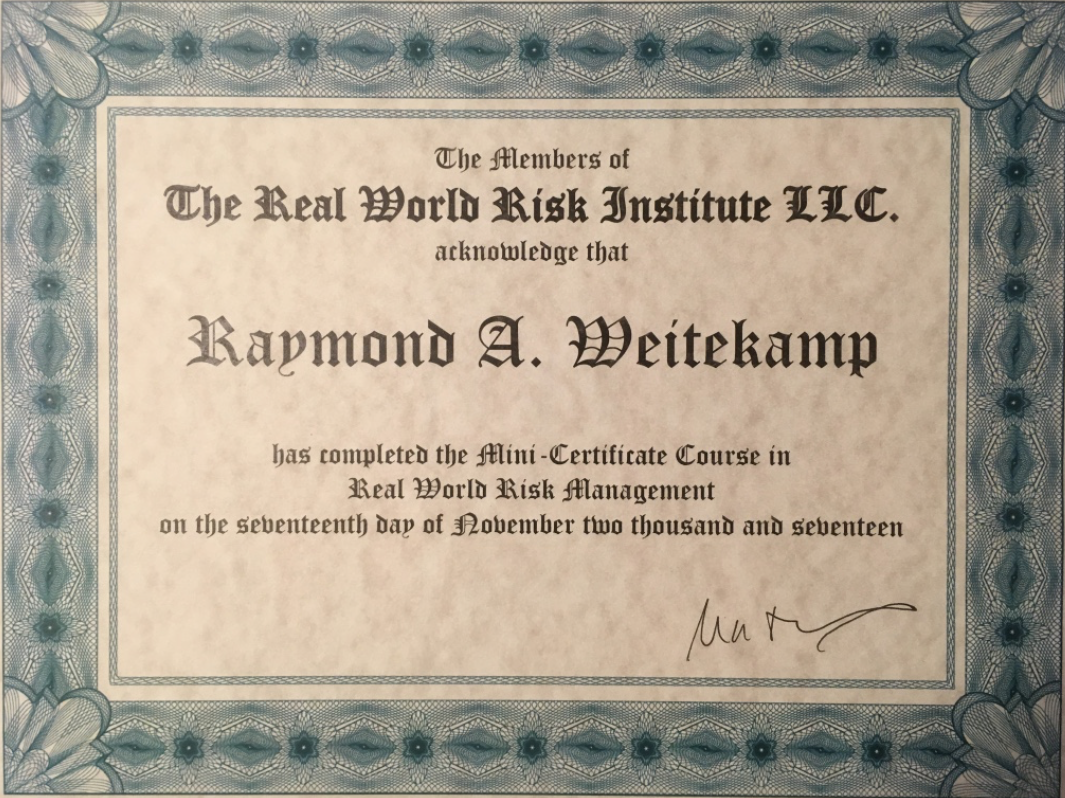 The Members of
The Real World Risk Institute LLC.
acknowledge that
Raymond A. Weitekamp
has completed the Mini-Certificate Course in
Real World Risk Management
on the seventeenth day of November two thousand and seventeen